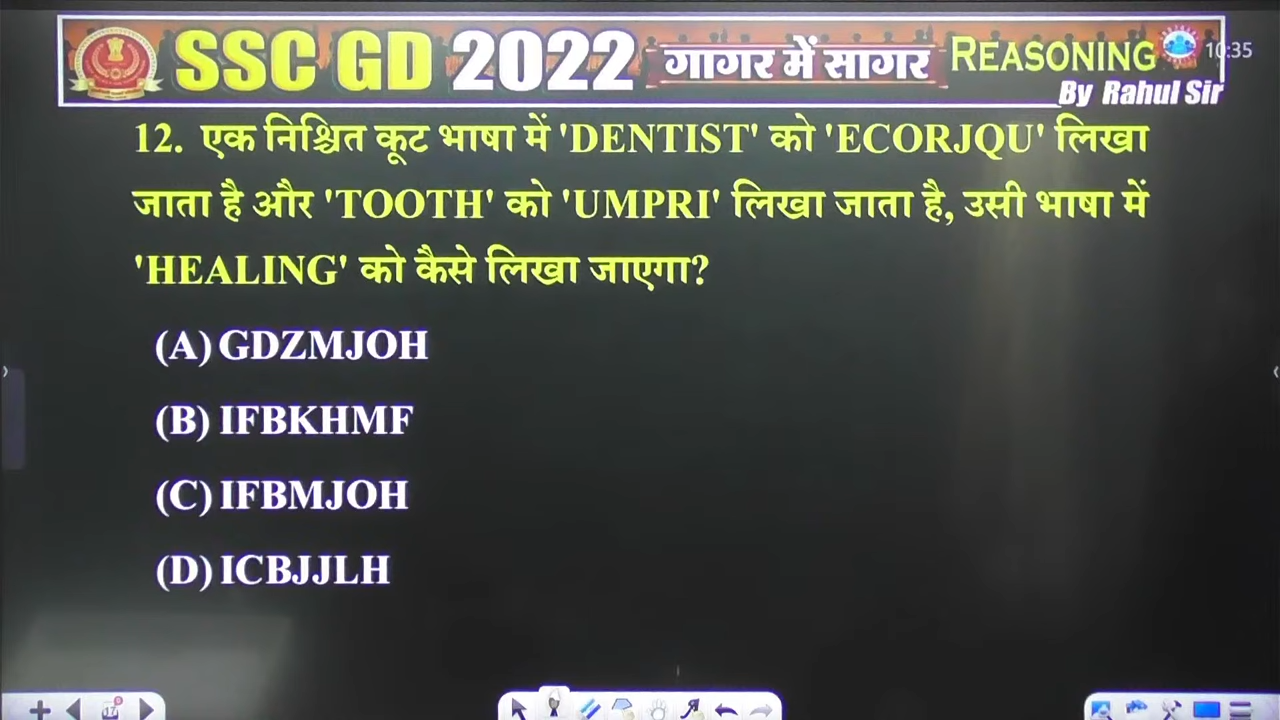 SSC GD 2022 गागर में सागर REASONING 10:35
By Rahul Sir
12. एक निश्चित कूट भाषा में 'DENTIST' को 'ECORJQU' लिखा
जाता है और 'TOOTH' को 'UMPRI' लिखा जाता है, उसी भाषा में
'HEALING' को कैसे लिखा जाएगा?
(A) GDZMJOH
(B) IFBKHMF
(C) IFBMJOH
(D) ICBJJLH
17